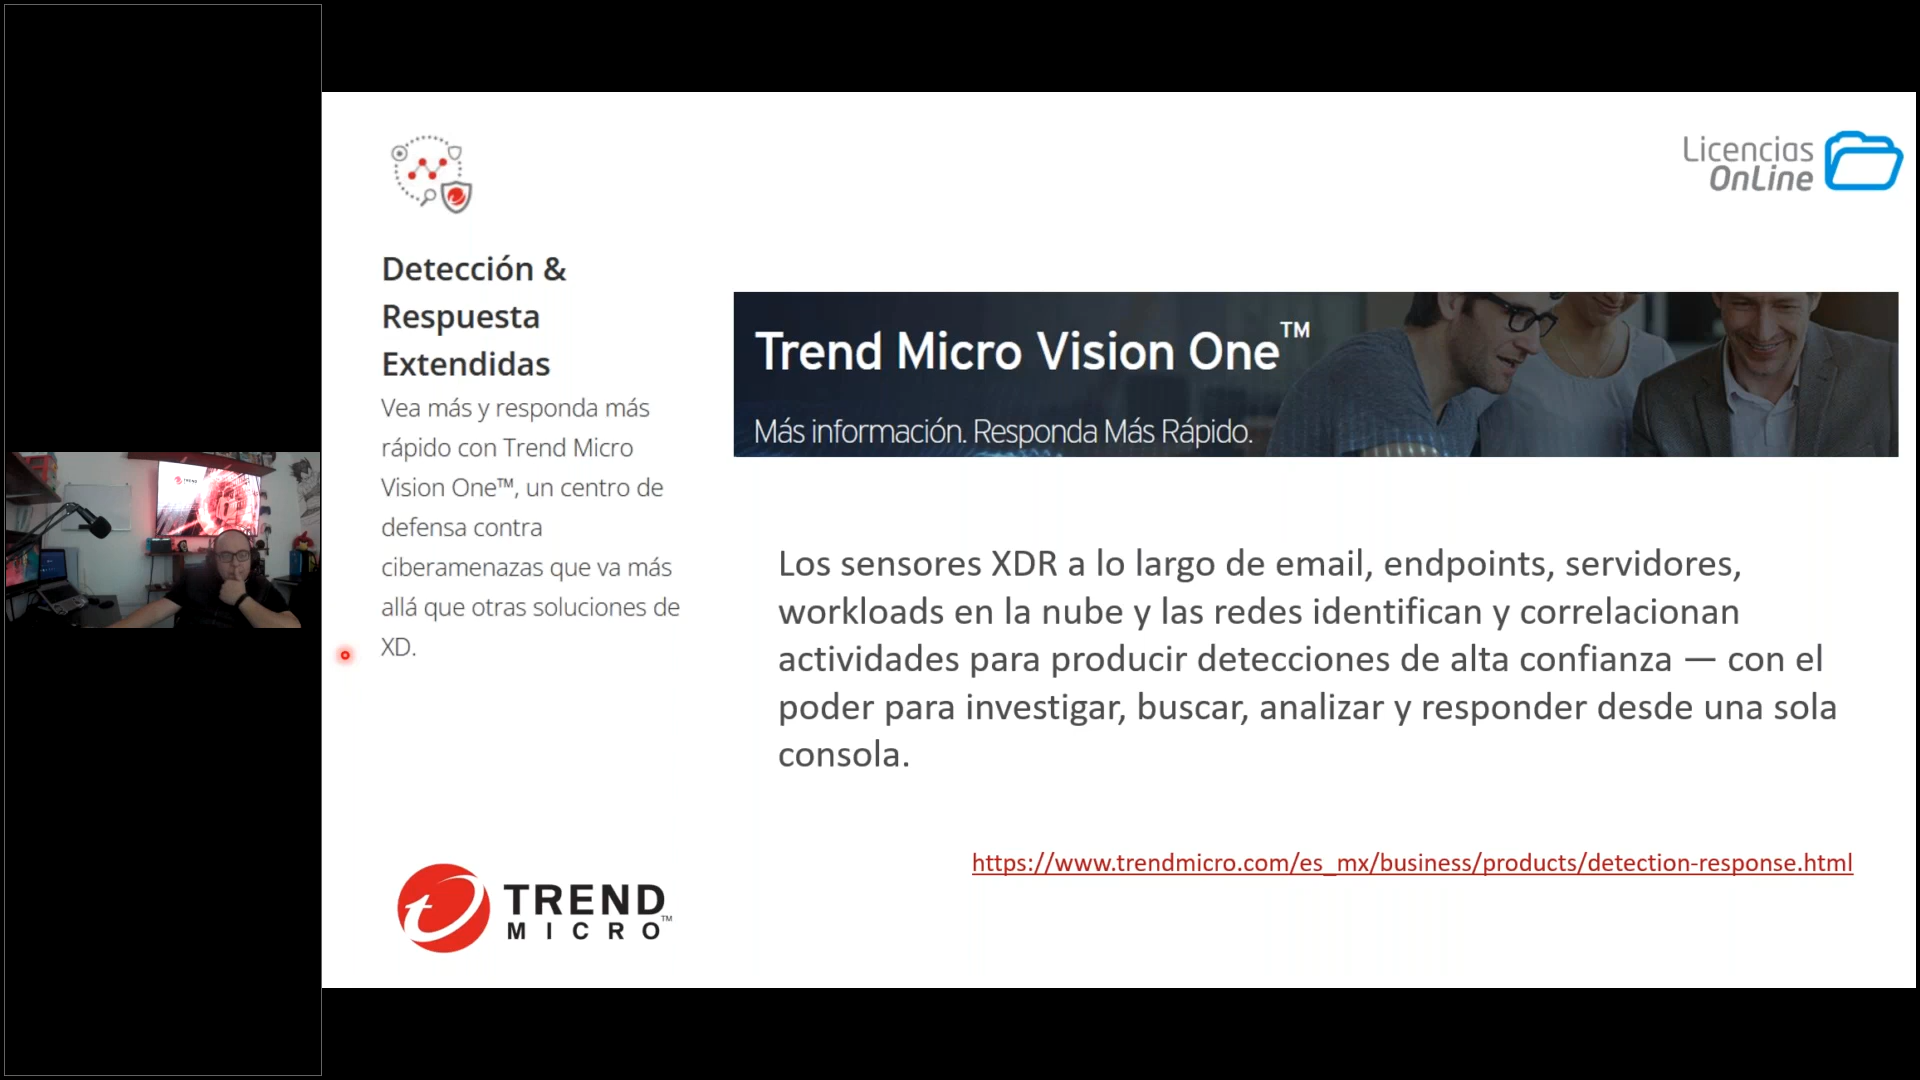 Licencias
OnLine
Detección &
Respuesta
Extendidas
Vea más y responda más
rápido con Trend Micro
Vision One™, un centro de
defensa contra
ciberamenazas que va más
allá que otras soluciones de
XD.
Trend Micro Vision One™
Más información. Responda Más Rápido.
Los sensores XDR a lo largo de email, endpoints, servidores,
workloads en la nube y las redes identifican y correlacionan
actividades para producir detecciones de alta confianza — con el
poder para investigar, buscar, analizar y responder desde una sola
consola.
https://www.trendmicro.com/es_mx/business/products/detection-response.html
TREND
MICRO™